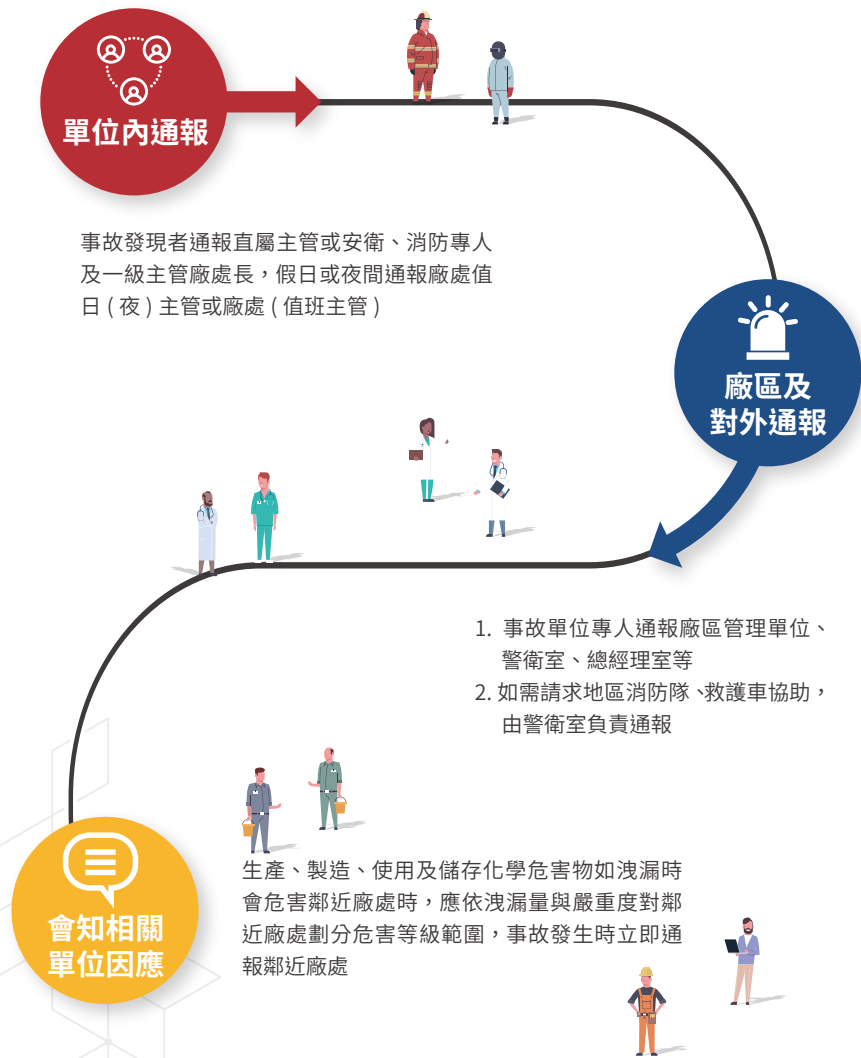 單位內通報
事故發現者通報直屬主管或安衛、消防專人
及一級主管廠處長，假日或夜間通報廠處值
日 ( 夜 ) 主管或廠處 ( 值班主管 )
廠區及
對外通報
1. 事故單位專人通報廠區管理單位、
警衛室、總經理室等
2. 如需請求地區消防隊、救護車協助，
由警衛室負責通報
會知相關
單位因應
生產、製造、使用及儲存化學危害物如洩漏時
會危害鄰近廠處時，應依洩漏量與嚴重度對鄰
近廠處劃分危害等級範圍，事故發生時立即通
報鄰近廠處